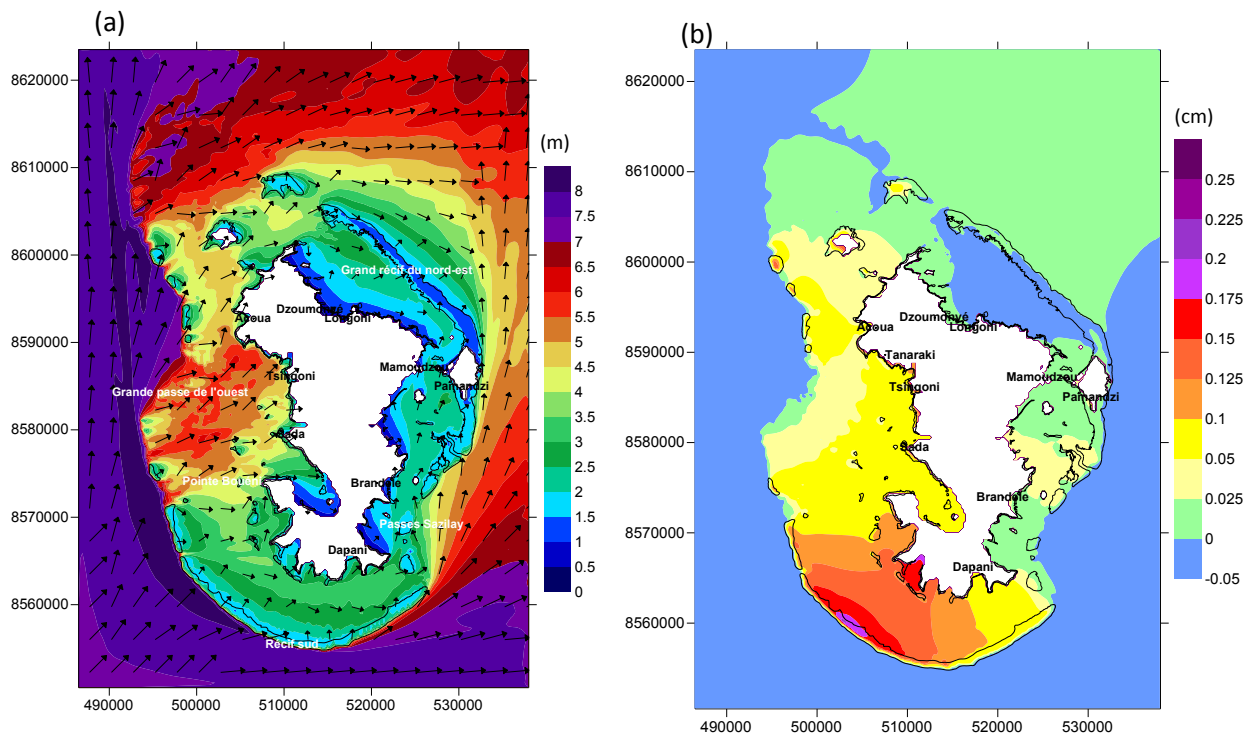 (a)
8620000
8610000
8600000
8590000
8580000
8570000
8560000
490000
500000
510000
520000
530000
Grand récif du nord-est
Dzoumonyé
Longoni
Acoua
Mamoudzou
Tsingoni
Pamandzi
Grande passe de l'ouest
Sada
Pointe Bouéni
Brandele
Passes Sazilay
Dapani
Récif sud
(m)
8
7.5
7
6.5
6
5.5
5
4.5
4
3.5
3
2.5
2
1.5
1
0.5
0
(b)
8620000
8610000
8600000
8590000
8580000
8570000
8560000
490000
500000
510000
520000
530000
Dzoumonyé
Longoni
Acoua
Tanaraki
Mamoudzou
Tsingoni
Pamandzi
Sada
Brandele
Dapani
(cm)
0.25
0.225
0.2
0.175
0.15
0.125
0.1
0.05
0.025
0
-0.05